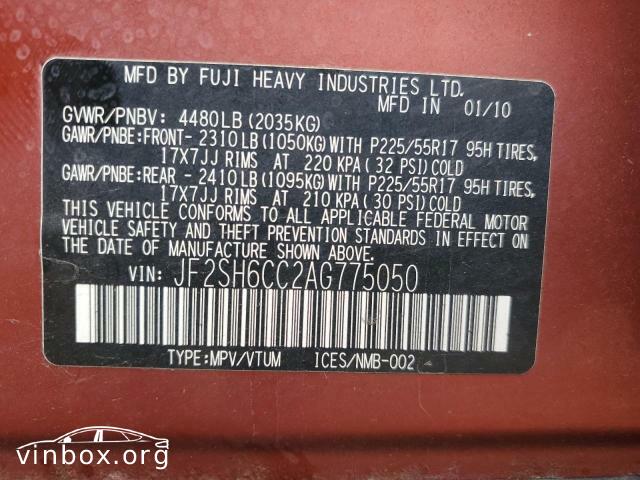 MFD BY FUJI HEAVY INDUSTRIES LTD.
MFD IN 01/10
GVWR/PNBV: 4480LB(2035KG)
GAWR/PNBE:FRONT-2310LB(1050KG)WITH P225/55R17 95H TIRES,
17X7JJ RIMS AT 220 KPA(32 PSI)COLD
GAWR/PNBE:REAR -2410LB(1095KG)WITH P225/55R17 95H TIRES,
17X7JJ RIMS AT 210 KPA(30 PSI)COLD
THIS VEHICLE CONFORMS TO ALL APPLICABLE FEDERAL MOTOR
VEHICLE SAFETY AND THEFT PREVENTION STANDARDS IN EFFECT ON
THE DATE OF MANUFACTURE SHOWN ABOVE.
VIN: JF2SH6CC2AG775050
TYPE:MPV/VTUM ICES/NMB-002
vinbox.org